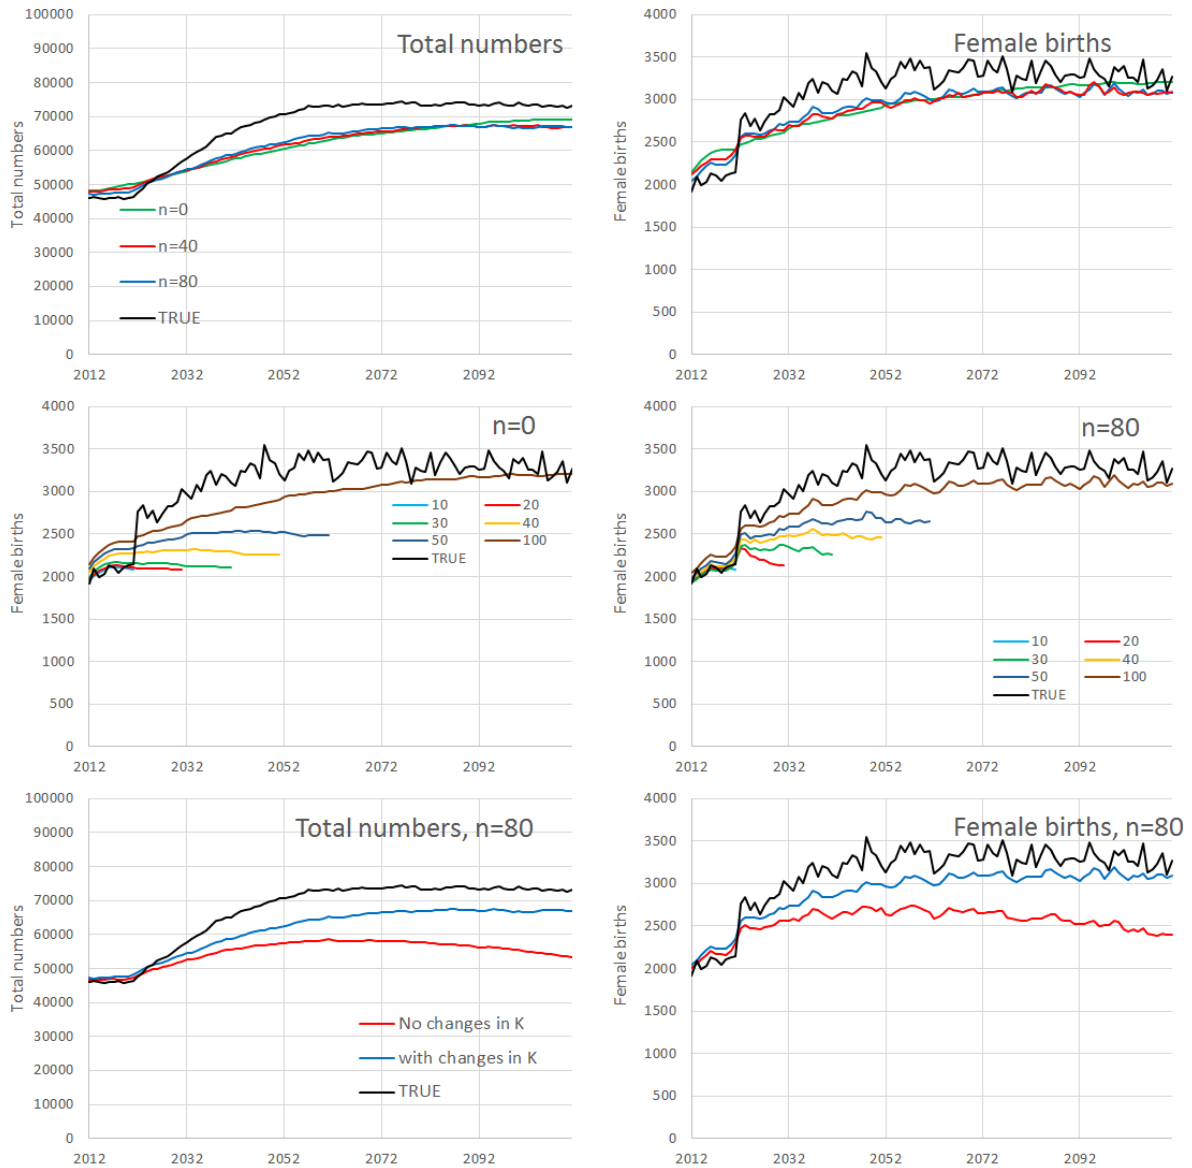 Total numbers
Total numbers
100000
90000
80000
70000
60000
50000
40000
30000
20000
10000
0
n=0
n=40
n=80
TRUE
2012 2032 2052 2072 2092
Female births
Female births
4000
3500
3000
2500
2000
1500
1000
500
0
2012 2032 2052 2072 2092
n=0
Female births
4000
3500
3000
2500
2000
1500
1000
500
0
10 20
30 40
50 100
TRUE
2012 2032 2052 2072 2092
n=80
Female births
4000
3500
3000
2500
2000
1500
1000
500
0
10 20
30 40
50 100
TRUE
2012 2032 2052 2072 2092
Total numbers, n=80
Total numbers
100000
90000
80000
70000
60000
50000
40000
30000
20000
10000
0
No changes in K
with changes in K
TRUE
2012 2032 2052 2072 2092
Female births, n=80
Female births
4000
3500
3000
2500
2000
1500
1000
500
0
2012 2032 2052 2072 2092